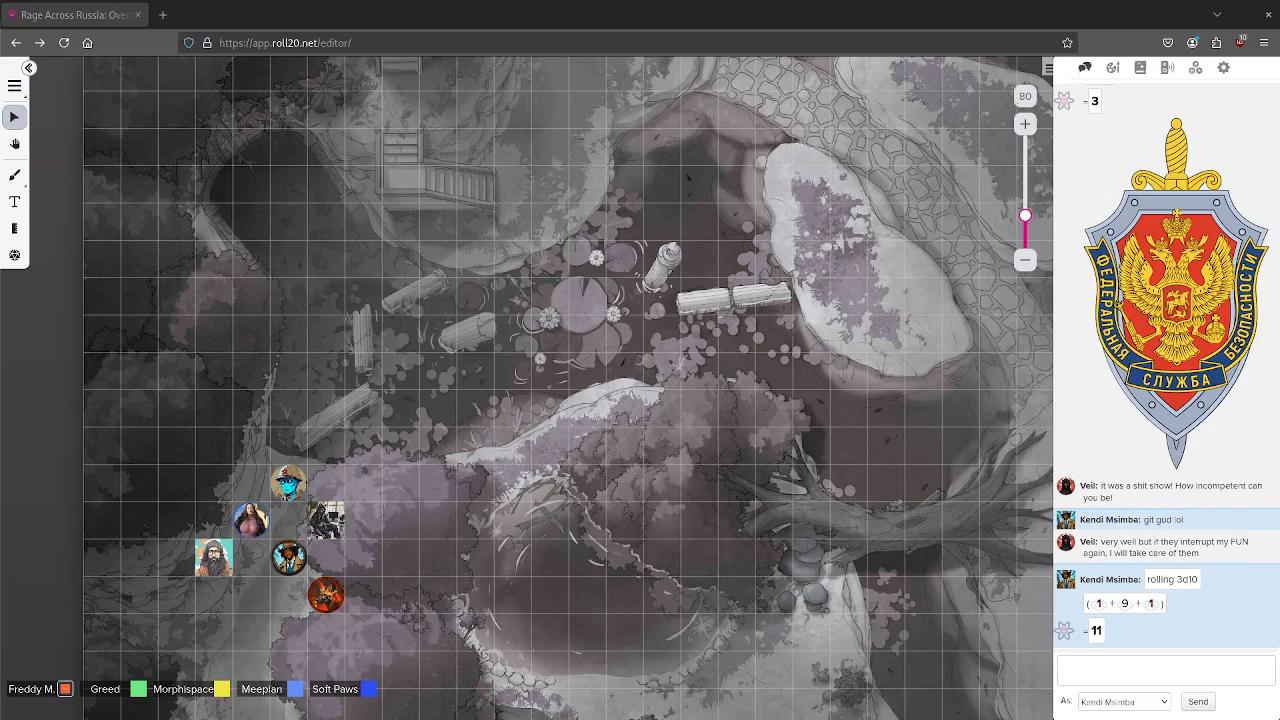 Rage Across Russia: Over
https://app.roll20.net/editor/
10
80
= 3
ФЕДЕРАЛЬНАЯ
СЛУЖБА
БЕЗОПАСНОСТИ
Veil: it was a shit show! How incompetent can
you be!
Kendi Msimba: git gud lol
Veil: very well but if they interrupt my FUN
again, I will take care of them
Kendi Msimba: rolling 3d10
(1+9+1)
= 11
Freddy M.
Greed
Morphispace
Meepian
Soft Paws
As:
Kendi Msimba
Send